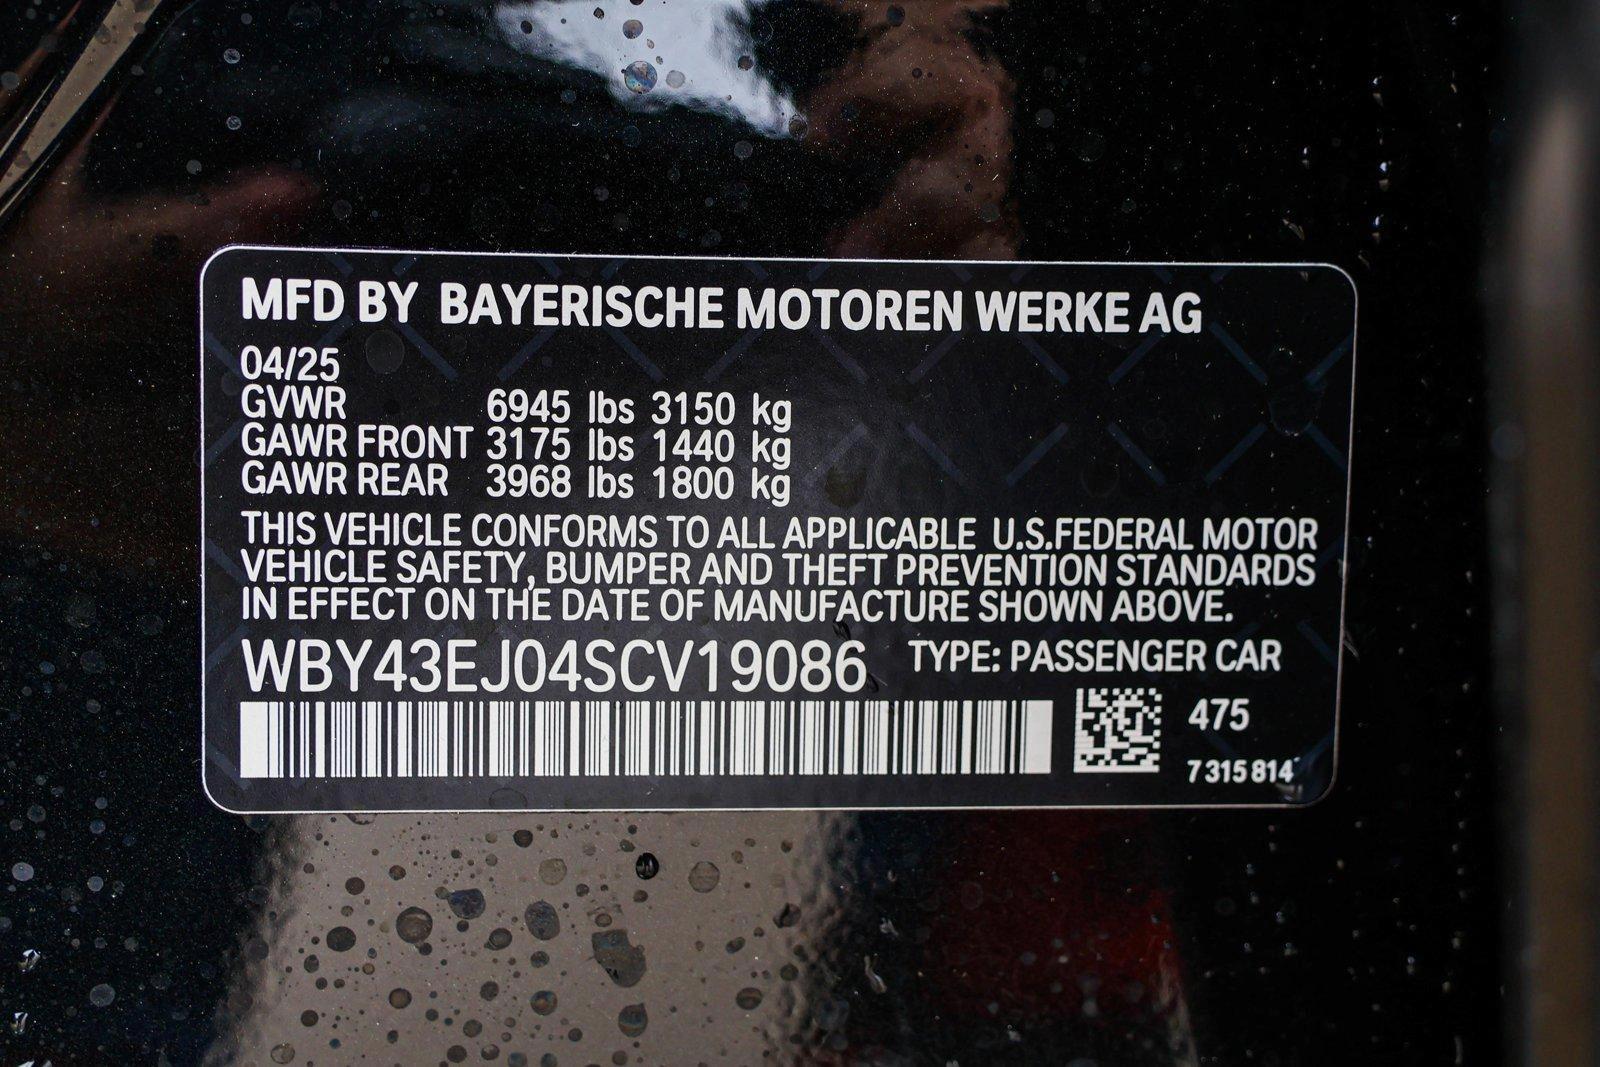 MFD BY BAYERISCHE MOTOREN WERKE AG
04/25
GVWR 6945 lbs 3150 kg
GAWR FRONT 3175 lbs 1440 kg
GAWR REAR 3968 lbs 1800 kg
THIS VEHICLE CONFORMS TO ALL APPLICABLE U.S.FEDERAL MOTOR
VEHICLE SAFETY, BUMPER AND THEFT PREVENTION STANDARDS
IN EFFECT ON THE DATE OF MANUFACTURE SHOWN ABOVE.
WBY43EJ04SCV19086 TYPE: PASSENGER CAR
475
7 315 814